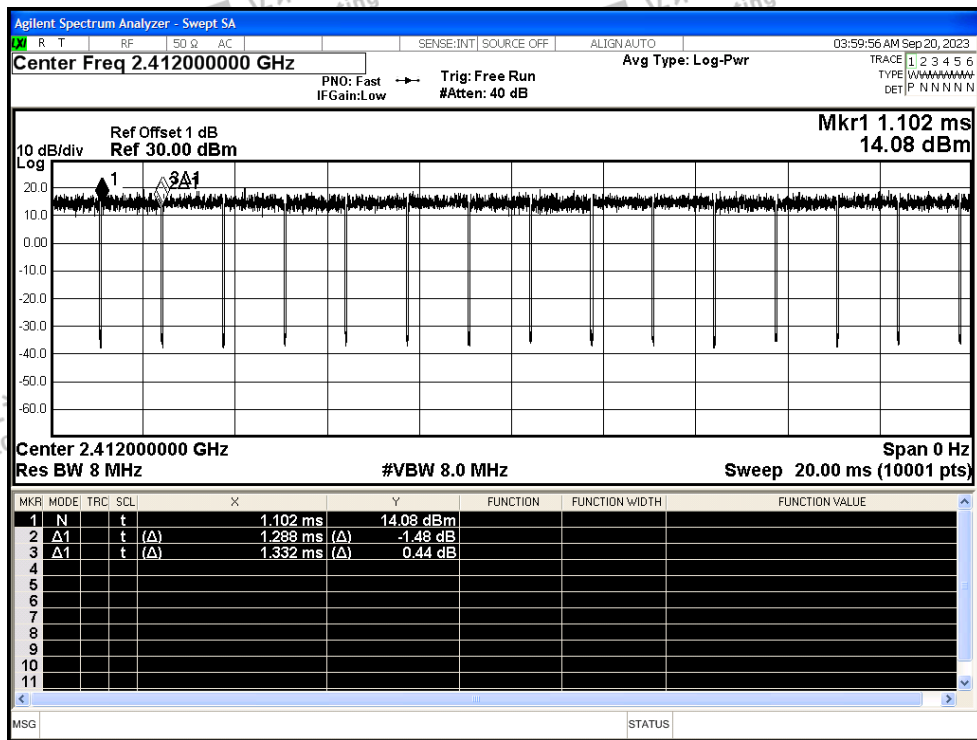 Agilent Spectrum Analyzer - Swept SA
LXI R T RF 50 Ω AC SENSE:INT SOURCE OFF ALIGN AUTO 03:59:56 AM Sep 20, 2023
Center Freq 2.412000000 GHz
PNO: Fast
IFGain:Low
Trig: Free Run
#Atten: 40 dB
Avg Type: Log-Pwr
TRACE 1 2 3 4 5 6
TYPE W
DET P N N N N N
Mkr1 1.102 ms
14.08 dBm
Ref Offset 1 dB
10 dB/div Ref 30.00 dBm
Log
1
3Δ1
20.0
10.0
0.00
-10.0
-20.0
-30.0
-40.0
-50.0
-60.0
Center 2.412000000 GHz Span 0 Hz
Res BW 8 MHz #VBW 8.0 MHz Sweep 20.00 ms (10001 pts)
MKR MODE TRC SCL X Y FUNCTION FUNCTION WIDTH FUNCTION VALUE
1 N t 1.102 ms 14.08 dBm
2 Δ1 t (Δ) 1.288 ms (Δ) -1.48 dB
3 Δ1 t (Δ) 1.332 ms (Δ) 0.44 dB
4
5
6
7
8
9
10
11
MSG STATUS